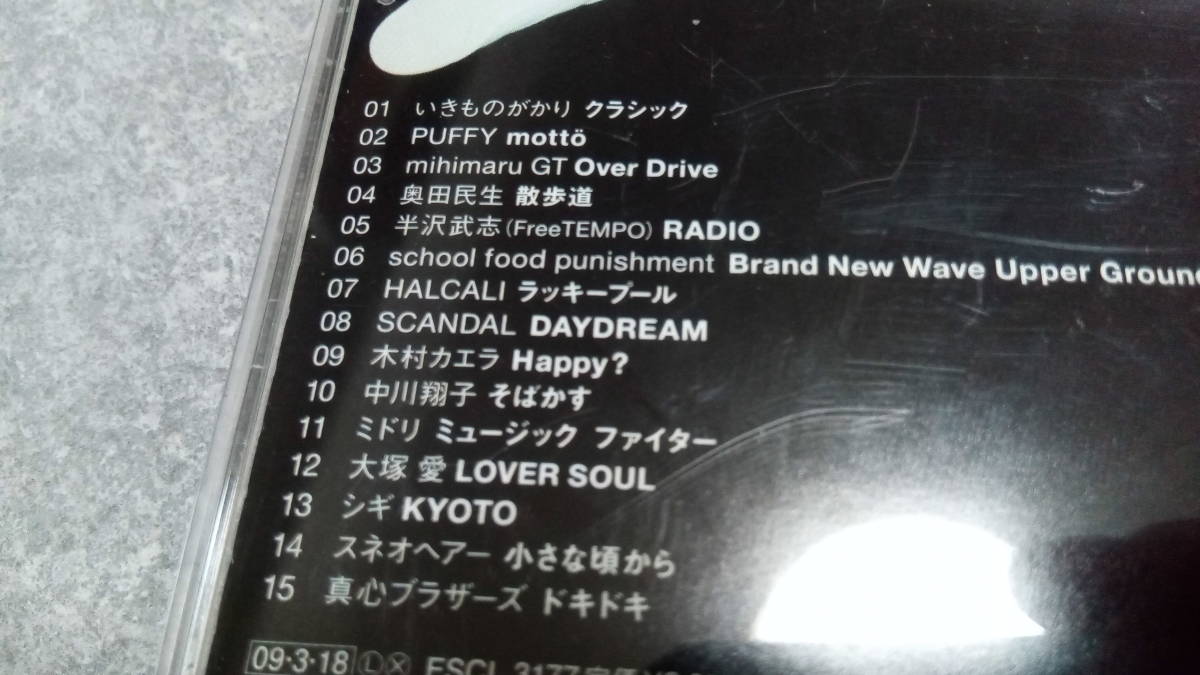 01 いきものがかり クラシック
02 PUFFY mottö
03 mihimaru GT Over Drive
04 奥田民生 散歩道
05 半沢武志(FreeTEMPO) RADIO
06 school food punishment Brand New Wave Upper
07 HALCALI ラッキープール
08 SCANDAL DAYDREAM
09 木村カエラ Happy?
10 中川翔子 そばかす
11 ミドリ ミュージック ファイター
12 大塚 愛 LOVER SOUL
13 シギ KYOTO
14 スネオヘアー 小さな頃から
15 真心ブラザーズ ドキドキ
09・3・18 Ⓛ ESCL 3177 定価